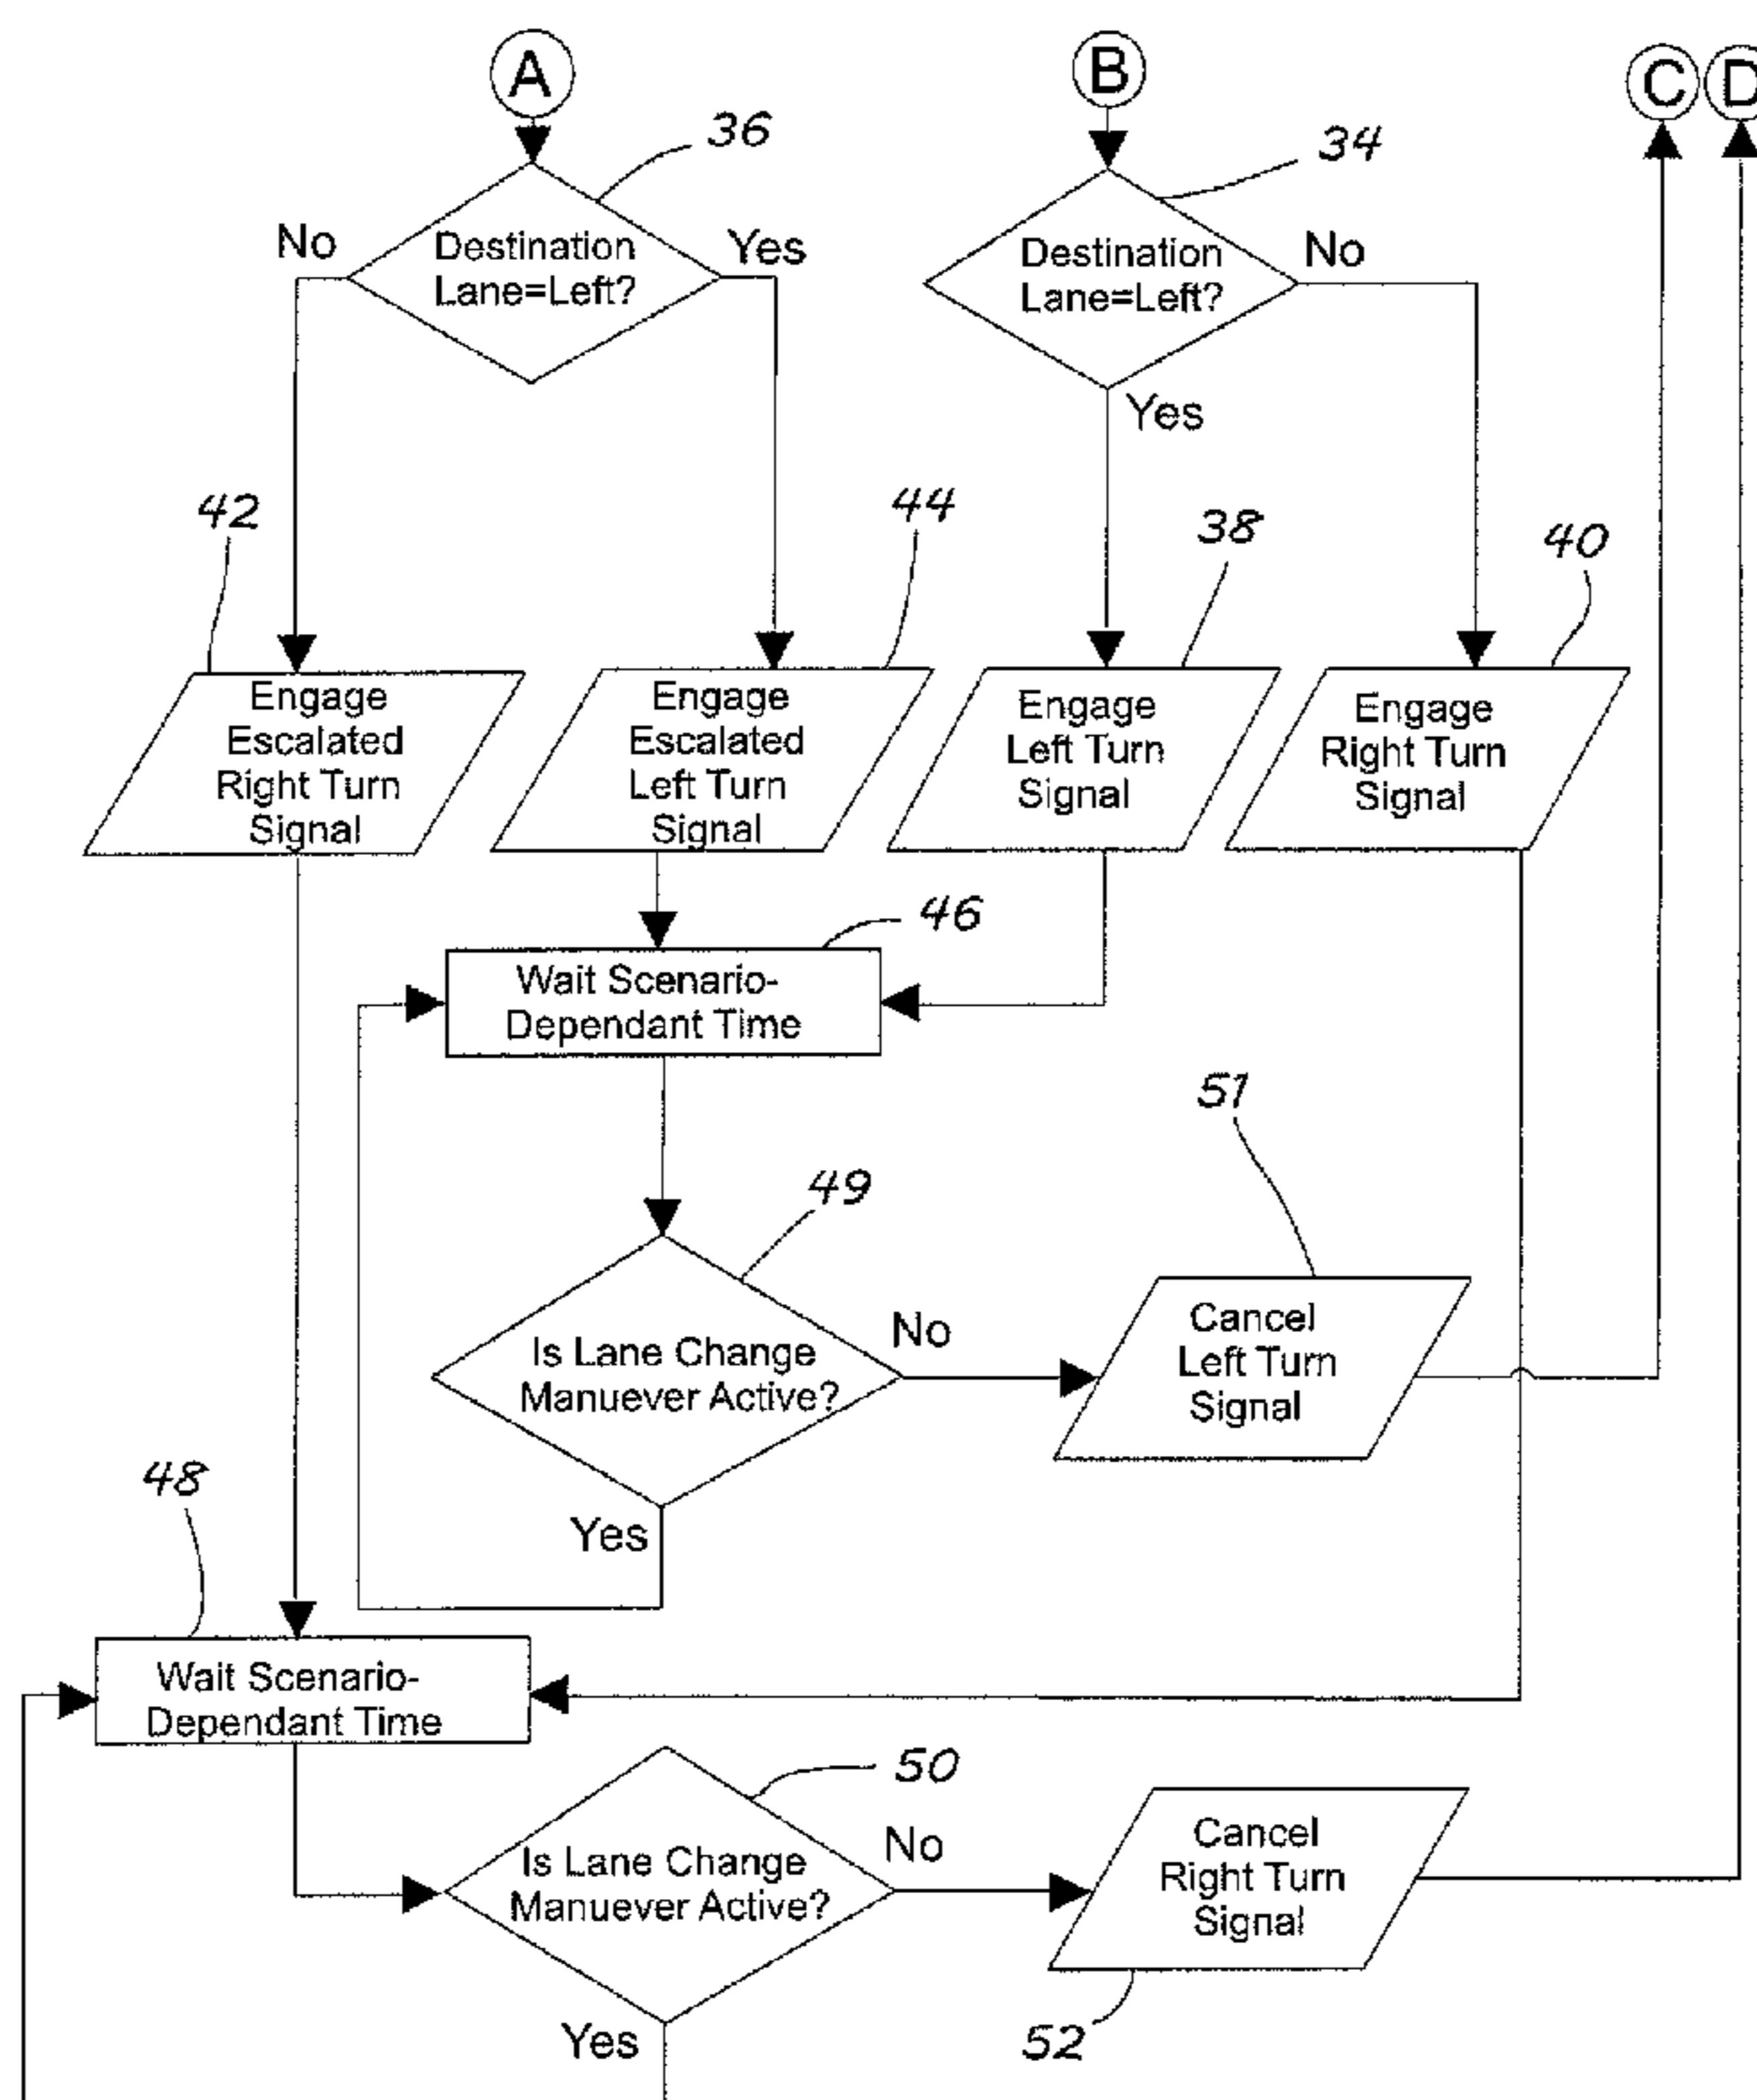 A
B
C
D
36
34
No
Destination
Lane=Left?
Yes
Destination
Lane=Left?
No
Yes
42
44
38
40
Engage
Escalated
Right Turn
Signal
Engage
Escalated
Left Turn
Signal
Engage
Left Turn
Signal
Engage
Right Turn
Signal
46
Wait Scenario-
Dependant Time
51
49
Is Lane Change
Manuever Active?
No
Cancel
Left Turn
Signal
Yes
48
Wait Scenario-
Dependant Time
50
Is Lane Change
Manuever Active?
No
Cancel
Right Turn
Signal
Yes
52